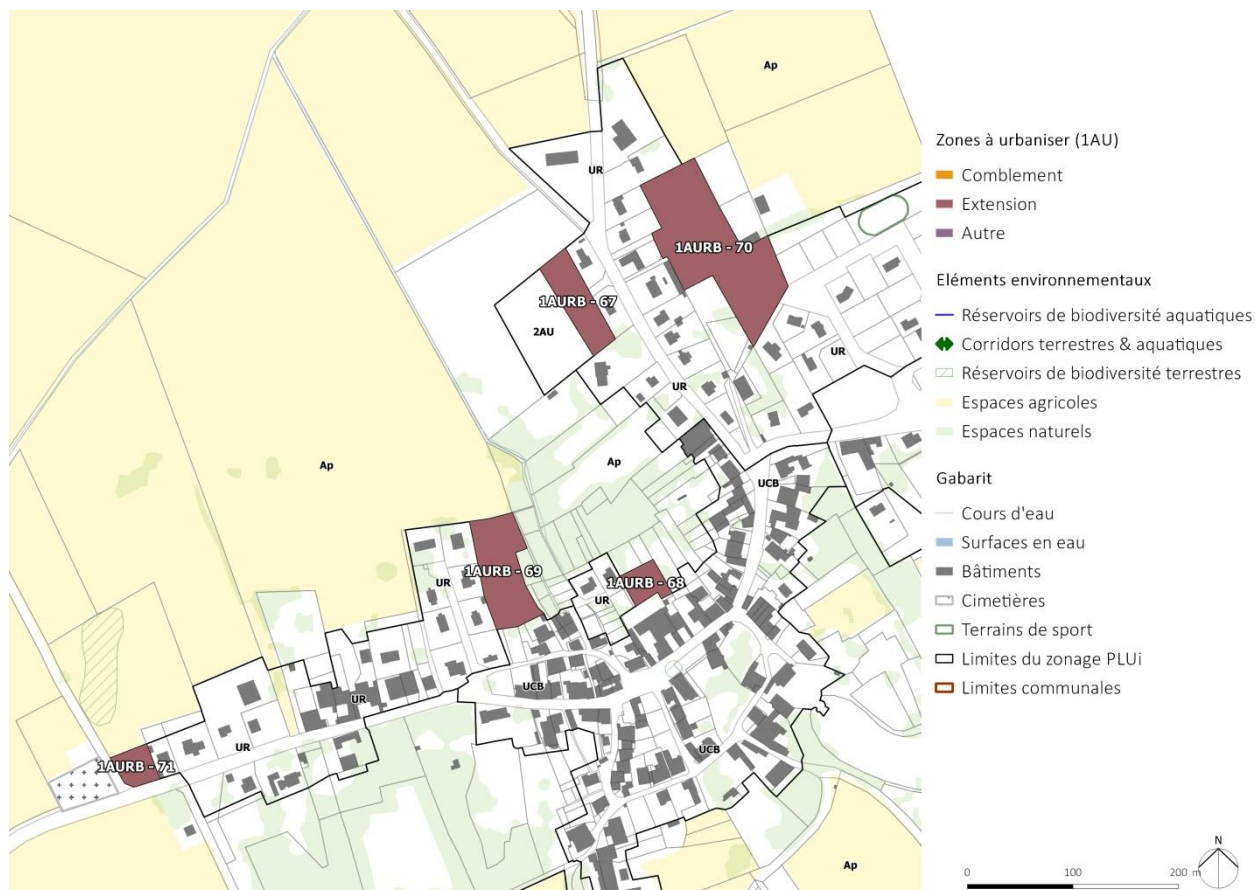 Ap
UR
1AURB - 70
1AURB - 67
2AU
UR
UR
Ap
Ap
UCB
1AURB - 69
UR
1AURB - 68
UR
UCB
UR
UR
UCB
1AURB - 71
Ap
Zones à urbaniser (1AU)
Comblement
Extension
Autre
Eléments environnementaux
Réservoirs de biodiversité aquatiques
Corridors terrestres & aquatiques
Réservoirs de biodiversité terrestres
Espaces agricoles
Espaces naturels
Gabarit
Cours d'eau
Surfaces en eau
Bâtiments
Cimetières
Terrains de sport
Limites du zonage PLUi
Limites communales
N
0 100 200 m